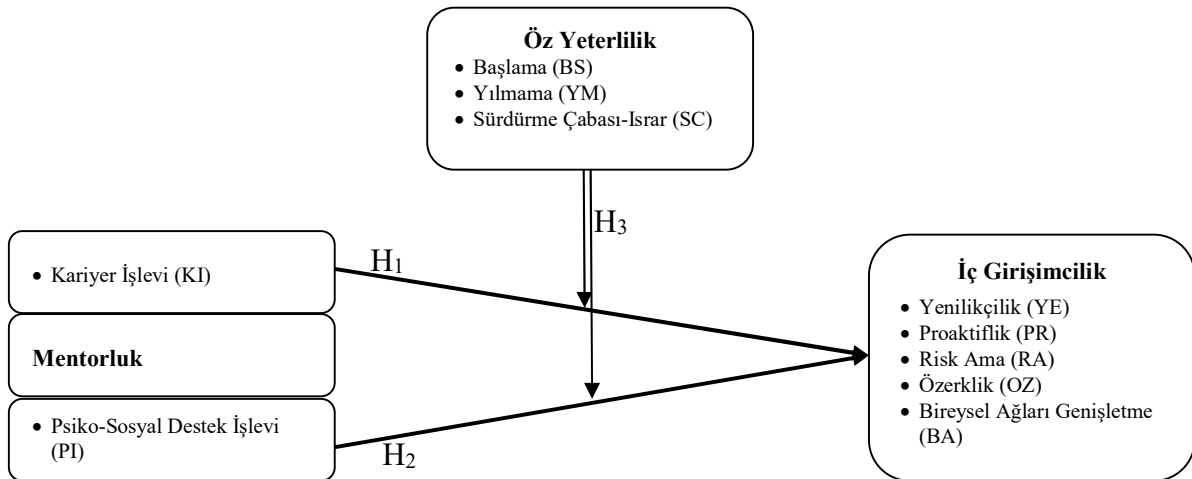 Öz Yeterlilik
• Başlama (BS)
• Yılmama (YM)
• Sürdürme Çabası-Israr (SC)
H3
H1
• Kariyer İşlevi (KI)
Mentorluk
• Psiko-Sosyal Destek İşlevi
(PI)
H2
İç Girişimcilik
• Yenilikçilik (YE)
• Proaktiflik (PR)
• Risk Ama (RA)
• Özerklik (OZ)
• Bireysel Ağları Genişletme
(BA)